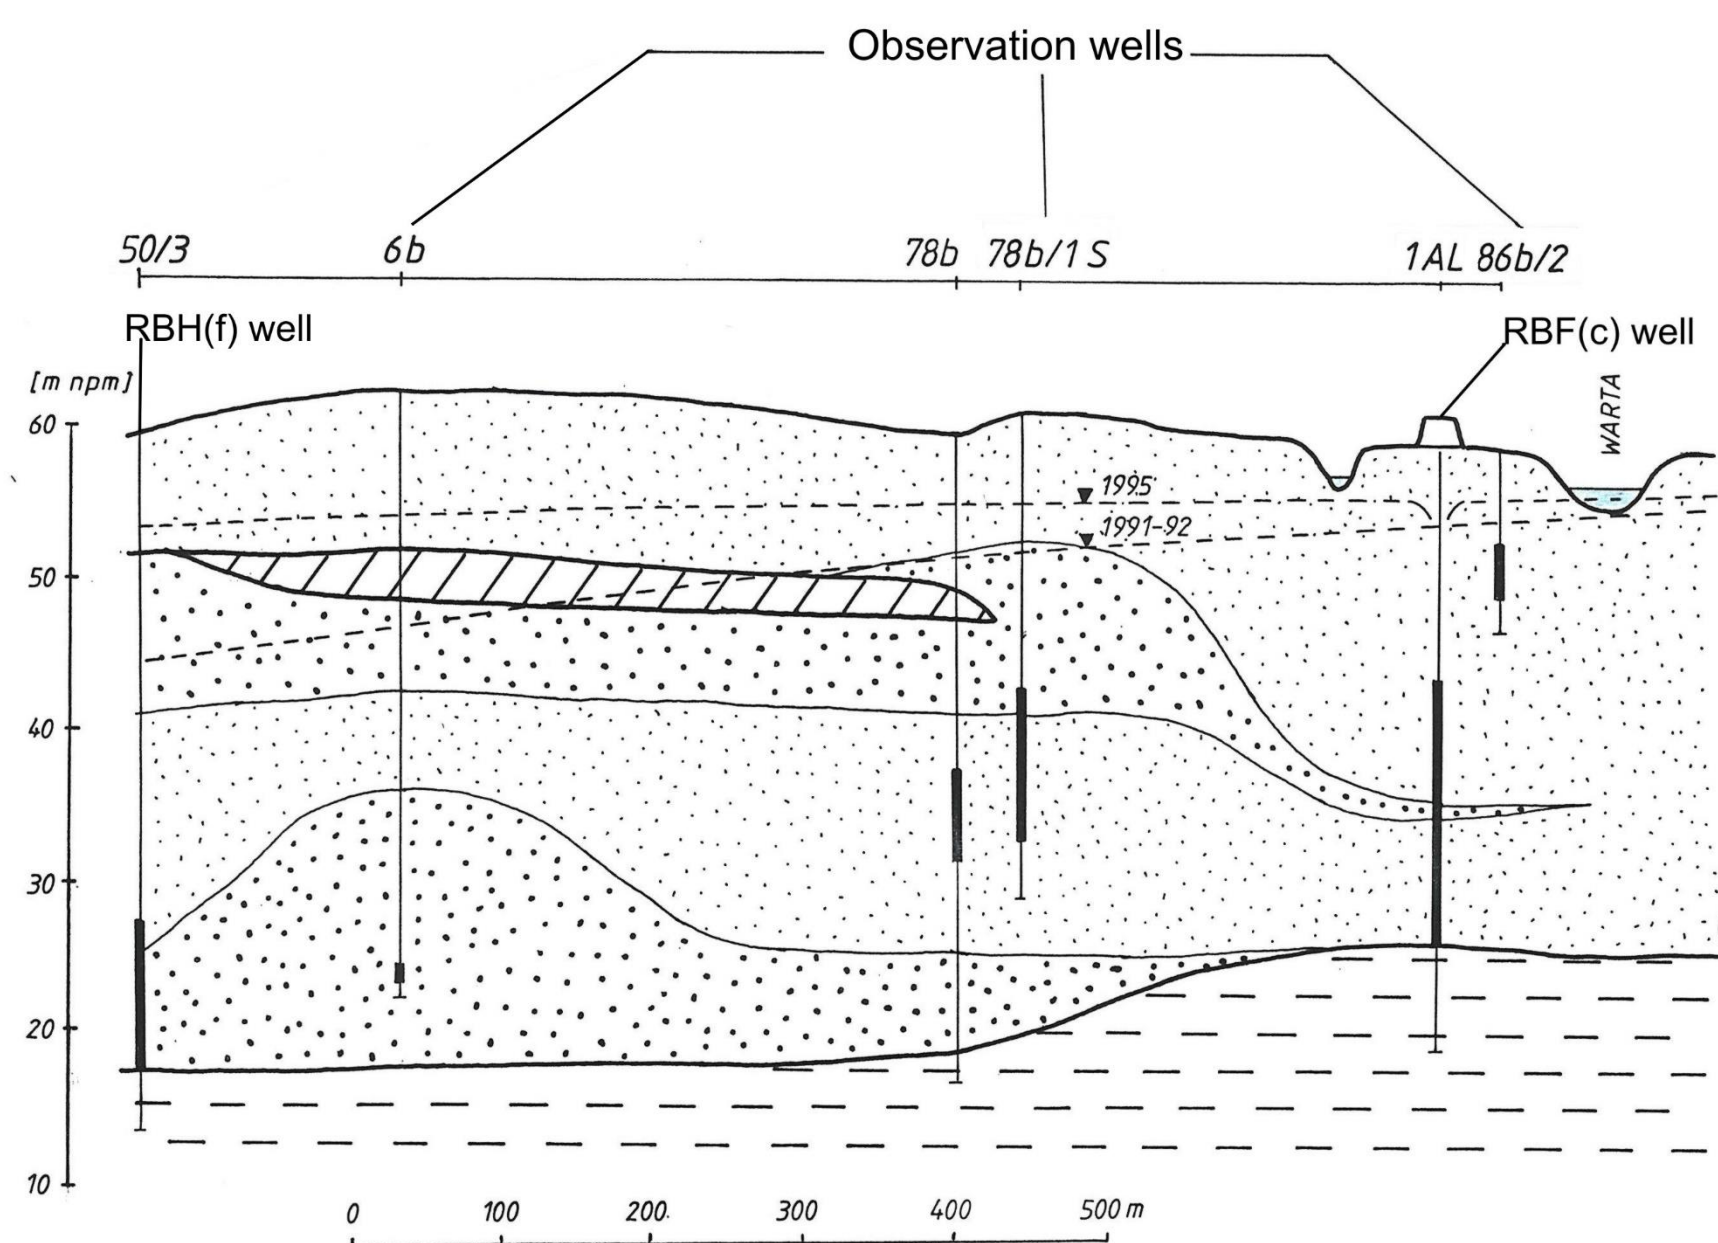 Observation wells
50/3 6b 78b 78b/1 S 1AL 86b/2
RBH(f) well
RBF(c) well
[m npm]
WARTA
60
1995
1991-92
50
40
30
20
10
0 100 200. 300 400 500 m